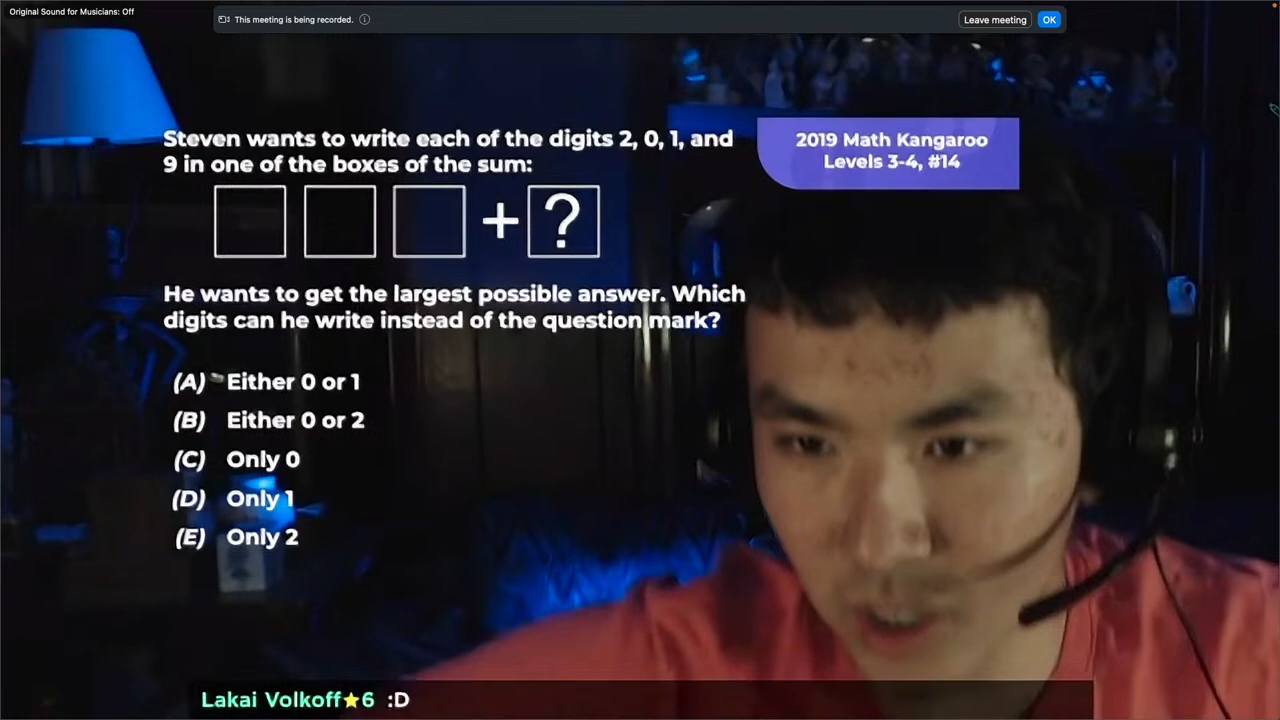 Original Sound for Musicians: Off
This meeting is being recorded.
Leave meeting
OK
Steven wants to write each of the digits 2, 0, 1, and
9 in one of the boxes of the sum:
2019 Math Kangaroo
Levels 3-4, #14
+ ?
He wants to get the largest possible answer. Which
digits can he write instead of the question mark?
(A) Either 0 or 1
(B) Either 0 or 2
(C) Only 0
(D) Only 1
(E) Only 2
Lakai Volkoff⭐6 :D